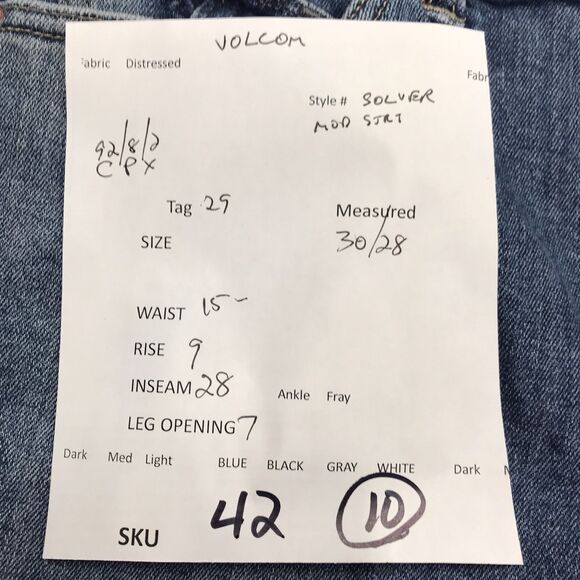 VOLCOM
Fabric Distressed
Fabr
Style # SOLVER
MOD STRT
92/8/2
C P X
Tag 29
Measured
SIZE
30/28
WAIST 15-
RISE 9
INSEAM 28
Ankle Fray
LEG OPENING 7
Dark Med Light BLUE BLACK GRAY WHITE Dark
SKU 42 10